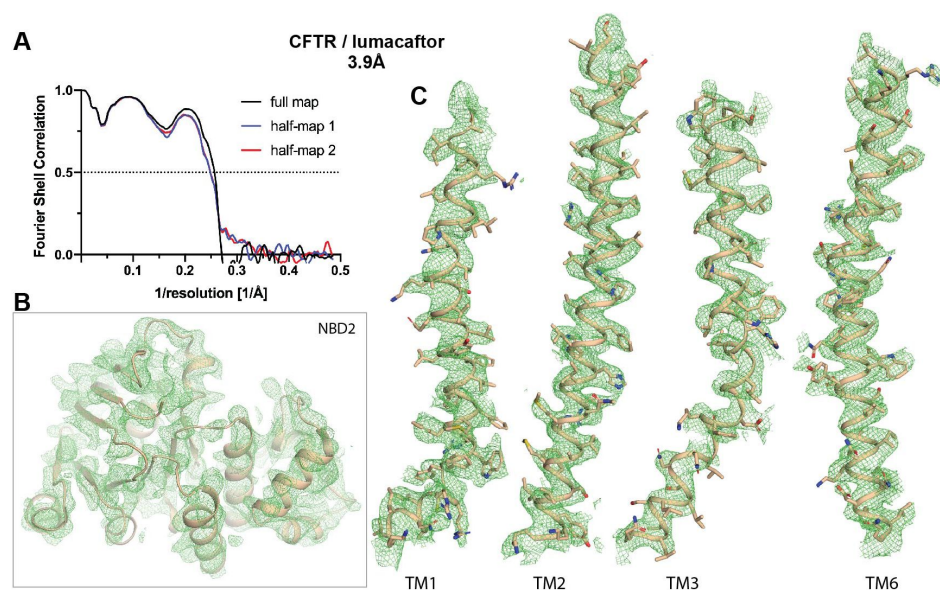 A
CFTR / lumacaftor
3.9Å
C
1.0
0.5
0.0
Fourier Shell Correlation
full map
half-map 1
half-map 2
0.1 0.2 0.3 0.4 0.5
1/resolution [1/Å]
B
NBD2
TM1 TM2 TM3 TM6